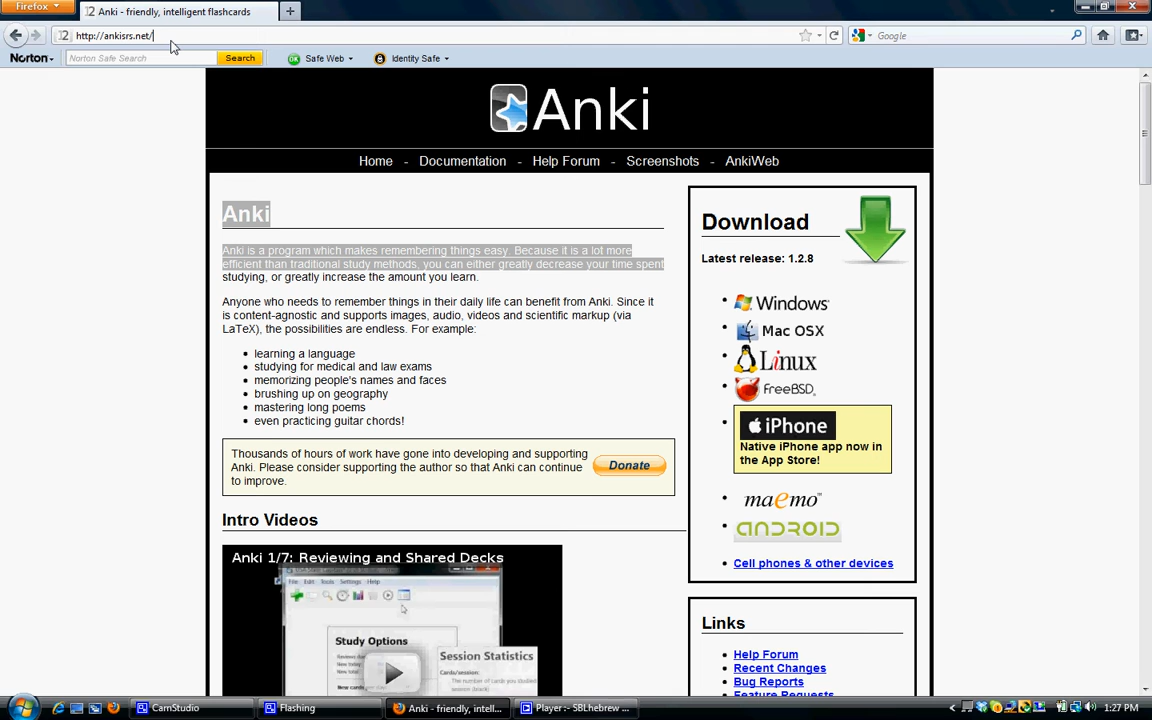 Firefox
Anki - friendly, intelligent flashcards
http://ankisrs.net/
Google
Norton
Norton Safe Search
Search
OK
Safe Web
Identity Safe
Anki
Home - Documentation - Help Forum - Screenshots - AnkiWeb
Anki
Anki is a program which makes remembering things easy. Because it is a lot more
efficient than traditional study methods, you can either greatly decrease your time spent
studying, or greatly increase the amount you learn.
Anyone who needs to remember things in their daily life can benefit from Anki. Since it
is content-agnostic and supports images, audio, videos and scientific markup (via
LaTeX), the possibilities are endless. For example:
• learning a language
• studying for medical and law exams
• memorizing people's names and faces
• brushing up on geography
• mastering long poems
• even practicing guitar chords!
Thousands of hours of work have gone into developing and supporting
Anki. Please consider supporting the author so that Anki can continue
to improve.
Donate
Intro Videos
Anki 1/7: Reviewing and Shared Decks
File Edit Tools Settings Help
Study Options
Session Statistics
Download
Latest release: 1.2.8
• Windows
• Mac OSX
• Linux
• FreeBSD
• iPhone
Native iPhone app now in
the App Store!
• maemo
• ANDROID
• Cell phones & other devices
Links
• Help Forum
• Recent Changes
• Bug Reports
• Feature Requests
CamStudio
Flashing
Anki - friendly, intell...
Player :- SBLhebrew ...
1:27 PM